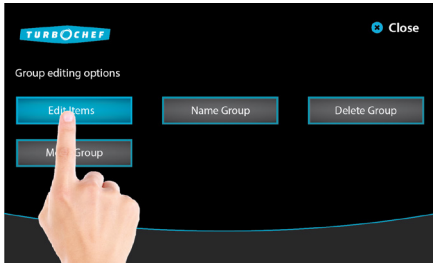 TURBOCHEF
Close
Group editing options
Edit Items
Name Group
Delete Group
Group